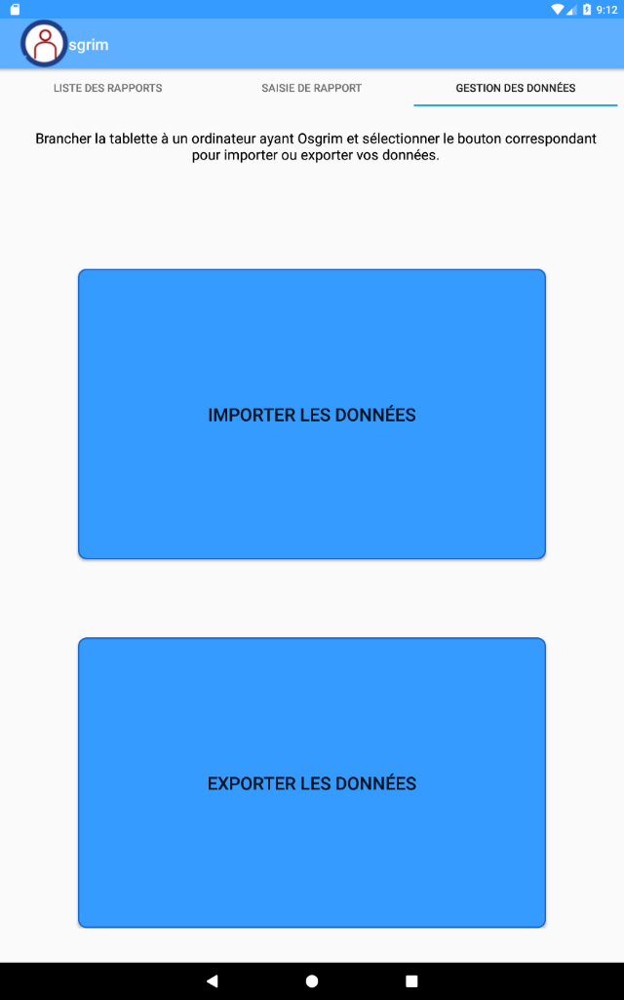 9:12
sgrim
LISTE DES RAPPORTS
SAISIE DE RAPPORT
GESTION DES DONNÉES
Brancher la tablette à un ordinateur ayant Osgrim et sélectionner le bouton correspondant
pour importer ou exporter vos données.
IMPORTER LES DONNÉES
EXPORTER LES DONNÉES